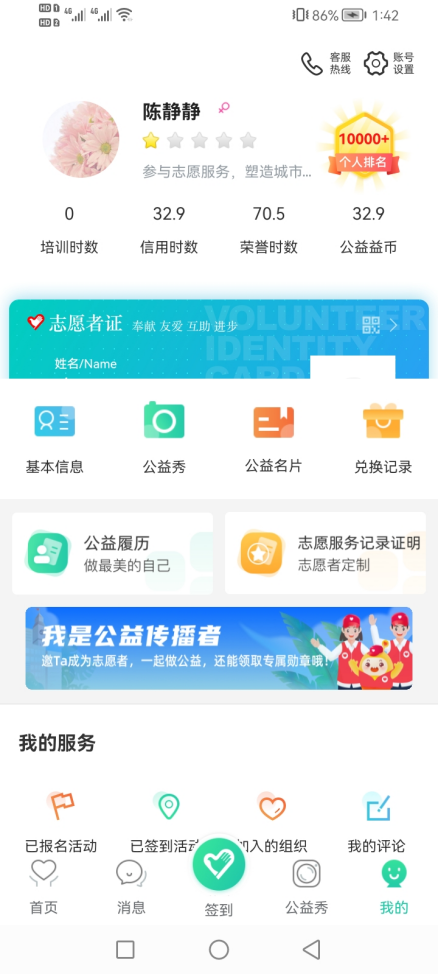 HD 1 4G 4G 86% 1:42
HD 2
客服热线
账号设置
陈静静
10000+
个人排名
参与志愿服务，塑造城市...
0 32.9 70.5 32.9
培训时数 信用时数 荣誉时数 公益益币
志愿者证 奉献 友爱 互助 进步
VOLUNTEER
IDENTITY
CARD
姓名/Name
基本信息 公益秀 公益名片 兑换记录
公益履历
做最美的自己
志愿服务记录证明
志愿者定制
我是公益传播者
邀Ta成为志愿者，一起做公益，还能领取专属勋章哦！
我的服务
已报名活动 已签到活动 加入的组织 我的评论
首页 消息 签到 公益秀 我的